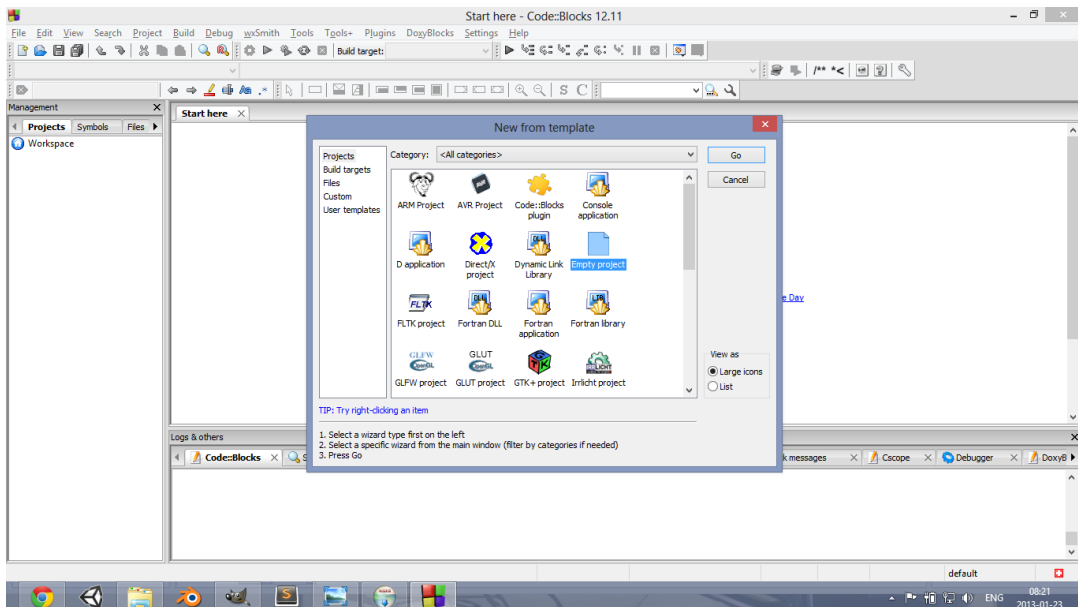 Start here - Code::Blocks 12.11
File Edit View Search Project Build Debug wxSmith Tools Tools+ Plugins DoxyBlocks Settings Help
Build target:
/** *<
S C
Management
Projects Symbols Files
Workspace
Start here
New from template
Projects
Build targets
Files
Custom
User templates
Category: <All categories>
Go
Cancel
ARM Project
AVR Project
Code::Blocks plugin
Console application
D application
Direct/X project
Dynamic Link Library
Empty project
FLTK project
Fortran DLL
Fortran application
Fortran library
GLFW project
GLUT project
GTK+ project
Irrlicht project
View as
Large icons
List
TIP: Try right-clicking an item
1. Select a wizard type first on the left
2. Select a specific wizard from the main window (filter by categories if needed)
3. Press Go
e Day
Logs & others
Code::Blocks
k messages
Cscope
Debugger
DoxyB
default
ENG
08:21
2013-01-23